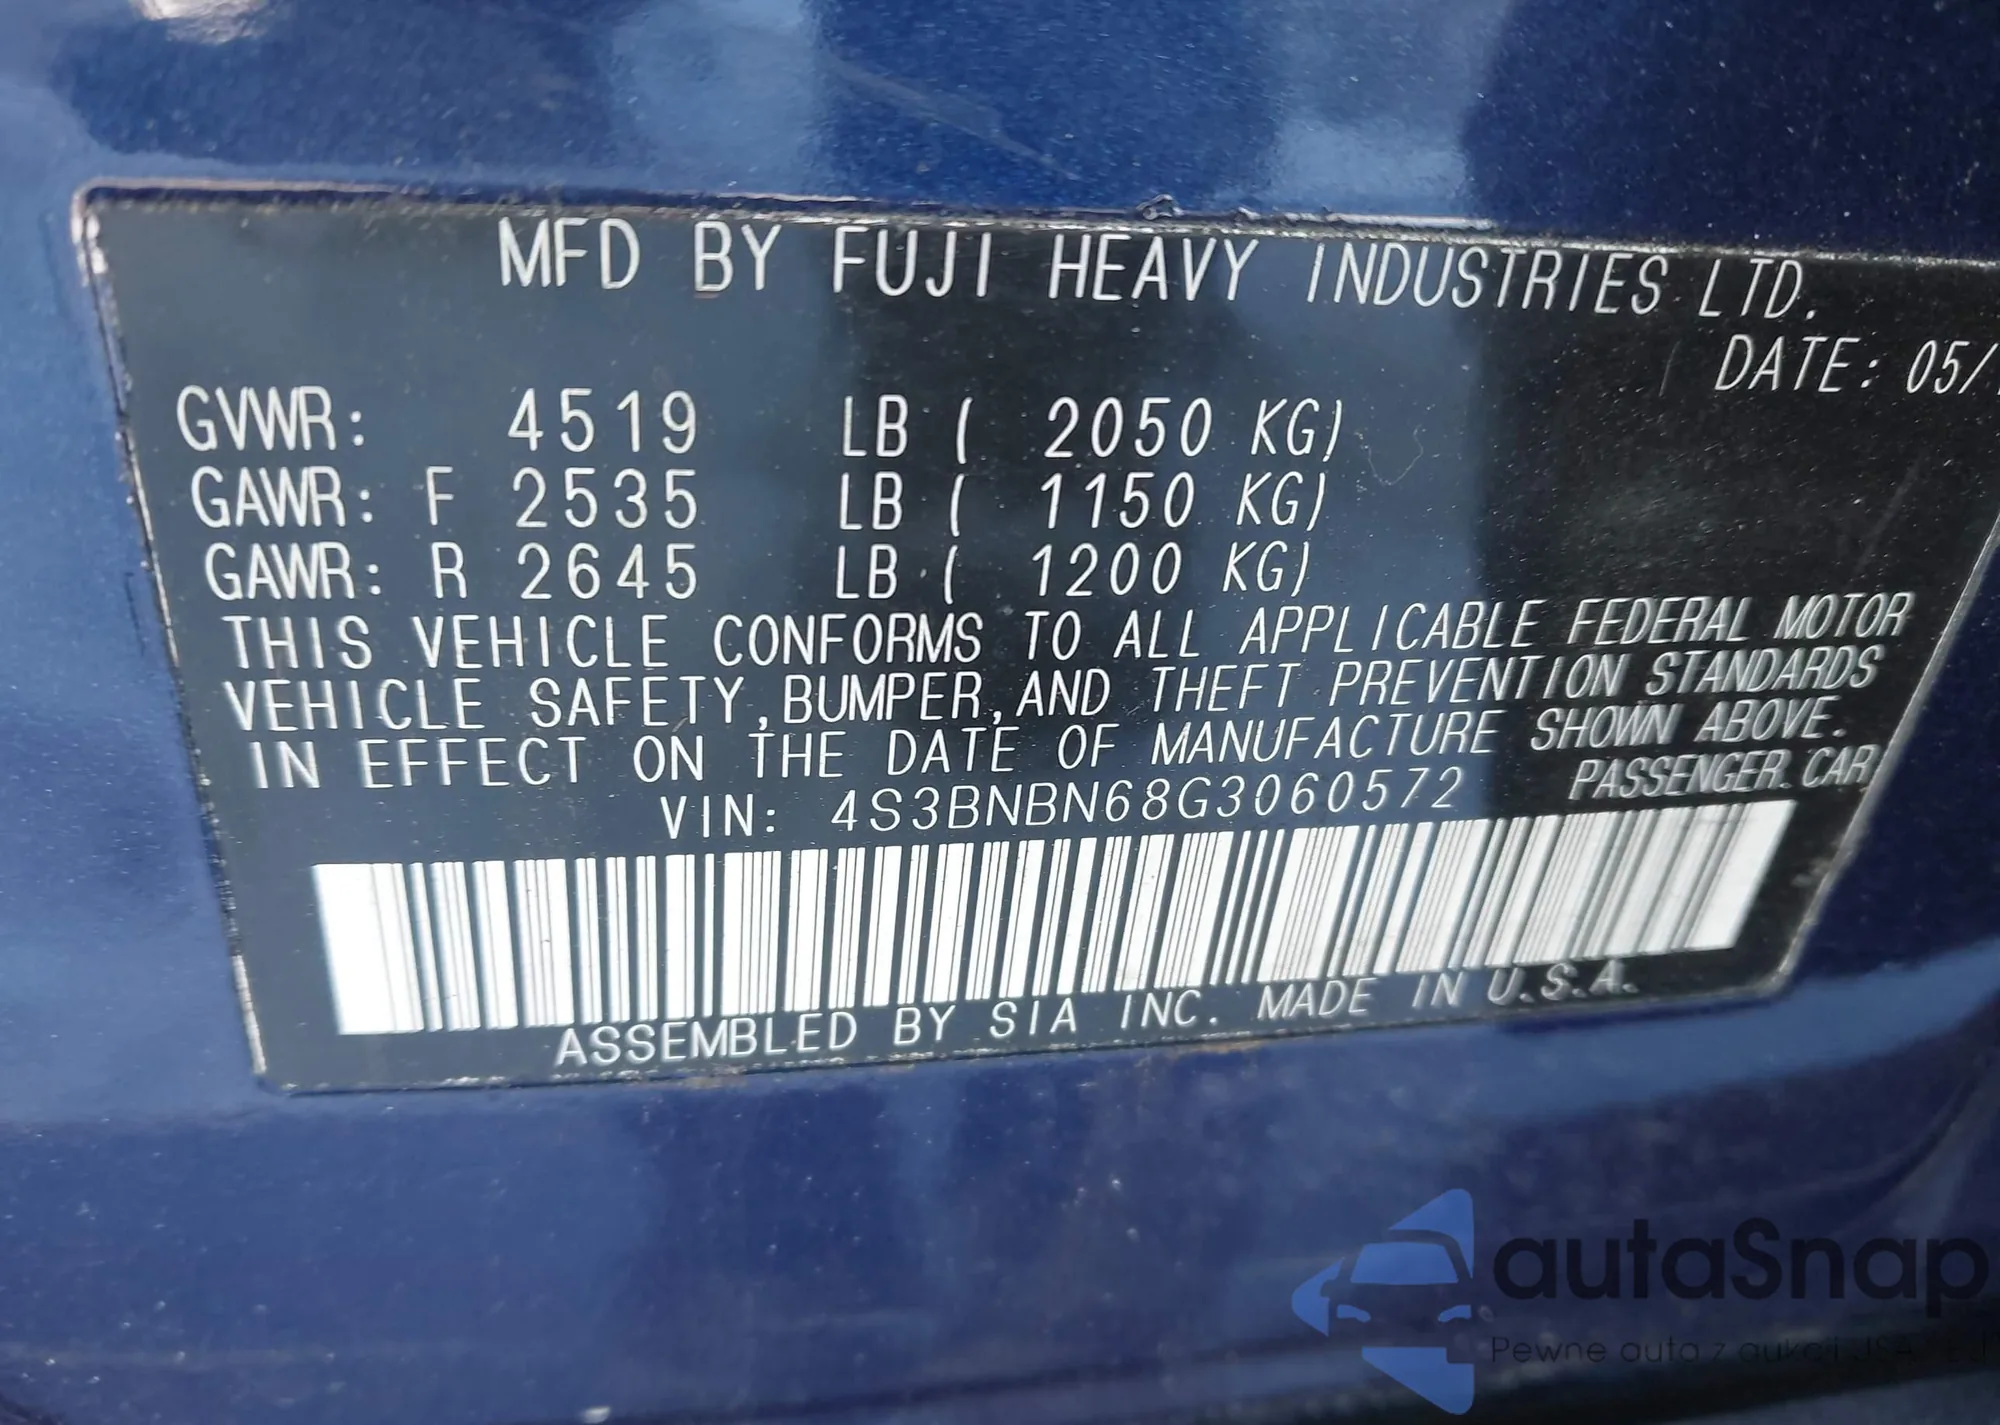 MFD BY FUJI HEAVY INDUSTRIES LTD.
DATE: 05/
GVWR: 4519 LB ( 2050 KG)
GAWR: F 2535 LB ( 1150 KG)
GAWR: R 2645 LB ( 1200 KG)
THIS VEHICLE CONFORMS TO ALL APPLICABLE FEDERAL MOTOR
VEHICLE SAFETY,BUMPER,AND THEFT PREVENTION STANDARDS
IN EFFECT ON THE DATE OF MANUFACTURE SHOWN ABOVE.
VIN: 4S3BNBN68G3060572 PASSENGER CAR
ASSEMBLED BY SIA INC. MADE IN U.S.A.
autaSnap
Pewne auta z aukcji